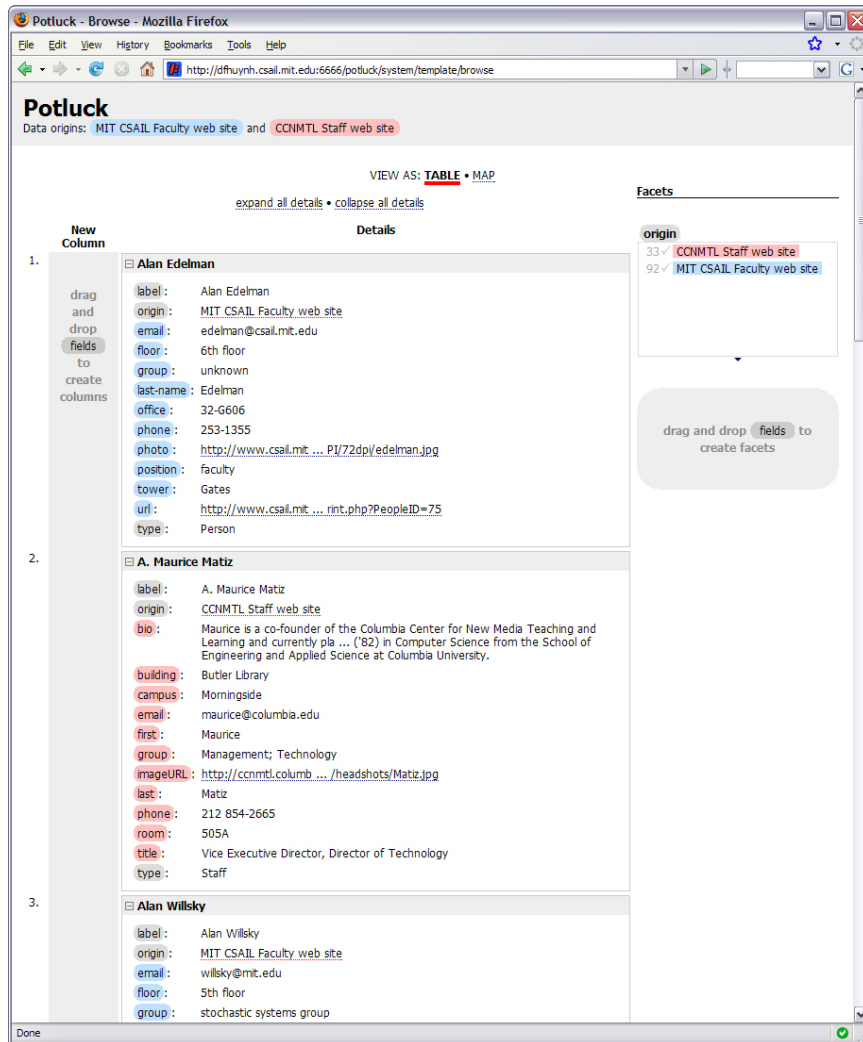 Potluck - Browse - Mozilla Firefox
File Edit View History Bookmarks Tools Help
http://dfhuynh.csail.mit.edu:6666/potluck/system/template/browse
G
Potluck
Data origins: MIT CSAIL Faculty web site and CCNMTL Staff web site
VIEW AS: TABLE • MAP
expand all details • collapse all details
New Column
Details
1.
drag
and
drop
fields
to
create
columns
Alan Edelman
label: Alan Edelman
origin: MIT CSAIL Faculty web site
email: edelman@csail.mit.edu
floor: 6th floor
group: unknown
last-name: Edelman
office: 32-G606
phone: 253-1355
photo: http://www.csail.mit ... PI/72dpi/edelman.jpg
position: faculty
tower: Gates
url: http://www.csail.mit ... rint.php?PeopleID=75
type: Person
2.
A. Maurice Matiz
label: A. Maurice Matiz
origin: CCNMTL Staff web site
bio: Maurice is a co-founder of the Columbia Center for New Media Teaching and
Learning and currently pla ... ('82) in Computer Science from the School of
Engineering and Applied Science at Columbia University.
building: Butler Library
campus: Morningside
email: maurice@columbia.edu
first: Maurice
group: Management; Technology
imageURL: http://ccnmtl.columb ... /headshots/Matiz.jpg
last: Matiz
phone: 212 854-2665
room: 505A
title: Vice Executive Director, Director of Technology
type: Staff
3.
Alan Willsky
label: Alan Willsky
origin: MIT CSAIL Faculty web site
email: willsky@mit.edu
floor: 5th floor
group: stochastic systems group
Facets
origin
33 CCNMTL Staff web site
92 MIT CSAIL Faculty web site
drag and drop fields to
create facets
Done